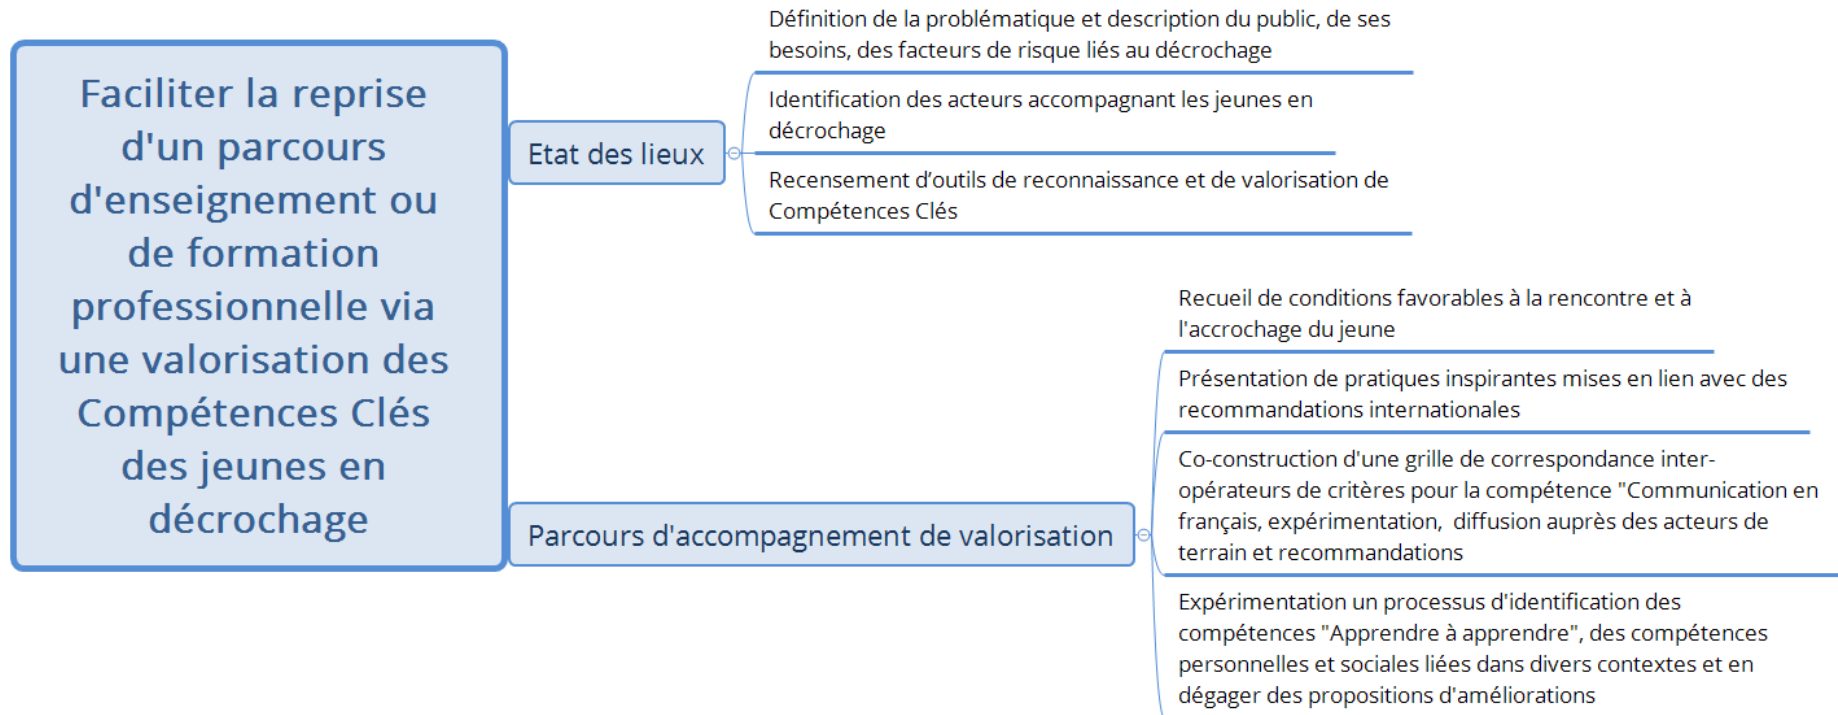 Faciliter la reprise
d'un parcours
d'enseignement ou
de formation
professionnelle via
une valorisation des
Compétences Clés
des jeunes en
décrochage
Etat des lieux
Définition de la problématique et description du public, de ses
besoins, des facteurs de risque liés au décrochage
Identification des acteurs accompagnant les jeunes en
décrochage
Recensement d’outils de reconnaissance et de valorisation de
Compétences Clés
Parcours d'accompagnement de valorisation
Recueil de conditions favorables à la rencontre et à
l'accrochage du jeune
Présentation de pratiques inspirantes mises en lien avec des
recommandations internationales
Co-construction d'une grille de correspondance inter-
opérateurs de critères pour la compétence "Communication en
français, expérimentation,  diffusion auprès des acteurs de
terrain et recommandations
Expérimentation un processus d'identification des
compétences "Apprendre à apprendre", des compétences
personnelles et sociales liées dans divers contextes et en
dégager des propositions d'améliorations